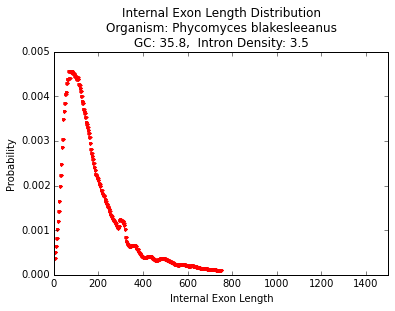 Internal Exon Length Distribution
Organism: Phycomyces blakesleeanus
GC: 35.8,  Intron Density: 3.5
0.005
0.004
0.003
0.002
0.001
0.000
Probability
0 200 400 600 800 1000 1200 1400
Internal Exon Length